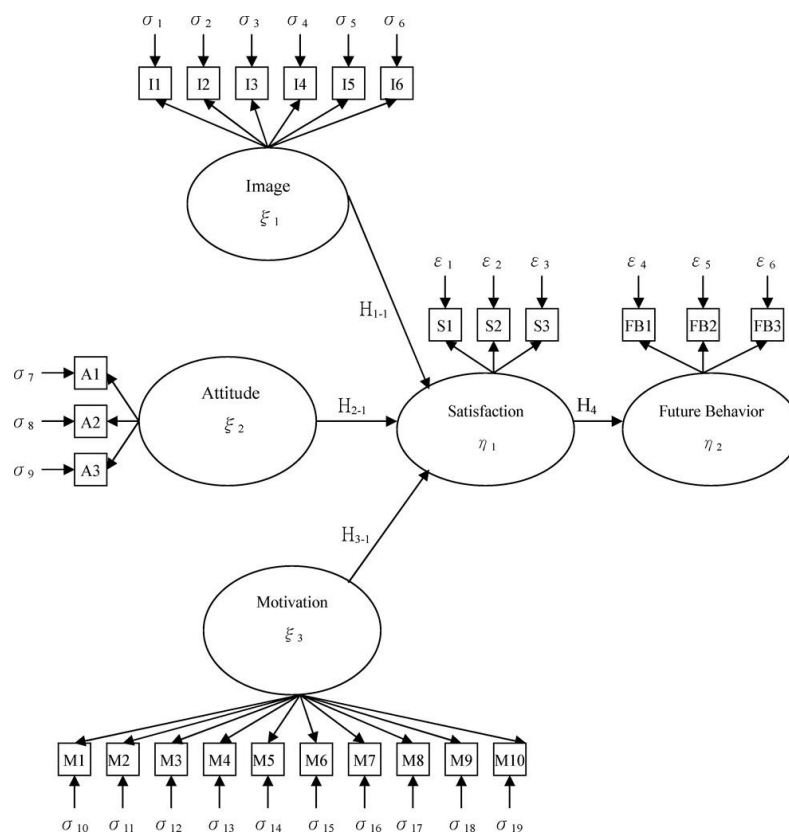 σ 1 σ 2 σ 3 σ 4 σ 5 σ 6
I1 I2 I3 I4 I5 I6
Image
ξ 1
ε 1 ε 2 ε 3 ε 4 ε 5 ε 6
H1-1
S1 S2 S3 FB1 FB2 FB3
σ 7 A1
Attitude H2-1 Satisfaction H4 Future Behavior
σ 8 A2 ξ 2 η 1 η 2
σ 9 A3
H3-1
Motivation
ξ 3
M1 M2 M3 M4 M5 M6 M7 M8 M9 M10
σ 10 σ 11 σ 12 σ 13 σ 14 σ 15 σ 16 σ 17 σ 18 σ 19